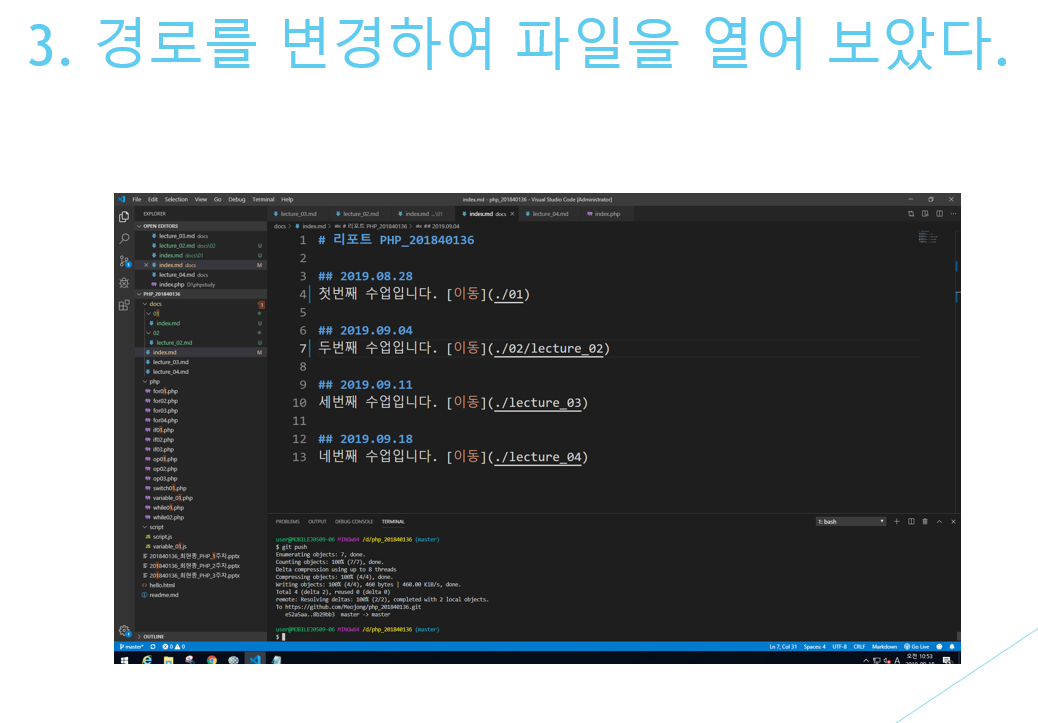 3. 경로를 변경하여 파일을 열어 보았다.
File Edit Selection View Go Debug Terminal Help
index.md - php_201840136 - Visual Studio Code [Administrator]
EXPLORER
lecture_03.md lecture_02.md index.md ...\01 index.md docs × lecture_04.md index.php
OPEN EDITORS
lecture_03.md docs
lecture_02.md docs\02 U
index.md docs\01 U
× index.md docs M
lecture_04.md docs
index.php D:\phpstudy
PHP_201840136
docs
01
index.md U
02
lecture_02.md U
index.md M
lecture_03.md
lecture_04.md
php
for01.php
for02.php
for03.php
for04.php
if01.php
if02.php
if03.php
op01.php
op02.php
op03.php
switch01.php
variable_01.php
while01.php
while02.php
script
script.js
variable_01.js
201840136_최현종_PHP_1주차.pptx
201840136_최현종_PHP_2주차.pptx
201840136_최현종_PHP_3주차.pptx
hello.html
readme.md
OUTLINE
docs > index.md > # 리포트 PHP_201840136 > ## 2019.09.04
1 # 리포트 PHP_201840136
2
3 ## 2019.08.28
4 첫번째 수업입니다. [이동](./01)
5
6 ## 2019.09.04
7 두번째 수업입니다. [이동](./02/lecture_02)
8
9 ## 2019.09.11
10 세번째 수업입니다. [이동](./lecture_03)
11
12 ## 2019.09.18
13 네번째 수업입니다. [이동](./lecture_04)
PROBLEMS OUTPUT DEBUG CONSOLE TERMINAL
1: bash
user@MOBILE30509-06 MINGW64 /d/php_201840136 (master)
$ git push
Enumerating objects: 7, done.
Counting objects: 100% (7/7), done.
Delta compression using up to 8 threads
Compressing objects: 100% (4/4), done.
Writing objects: 100% (4/4), 460 bytes | 460.00 KiB/s, done.
Total 4 (delta 2), reused 0 (delta 0)
remote: Resolving deltas: 100% (2/2), completed with 2 local objects.
To https://github.com/Meojong/php_201840136.git
e52a5aa..8b29bb3 master -> master
user@MOBILE30509-06 MINGW64 /d/php_201840136 (master)
$
master* 0 0
Ln 7, Col 31 Spaces: 4 UTF-8 CRLF Markdown Go Live
A 오전 10:53